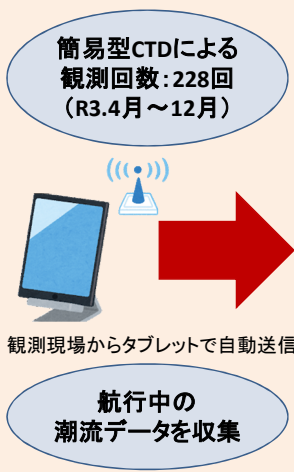 簡易型CTDによる
観測回数：228回
（R3.4月～12月）
観測現場からタブレットで自動送信
航行中の
潮流データを収集